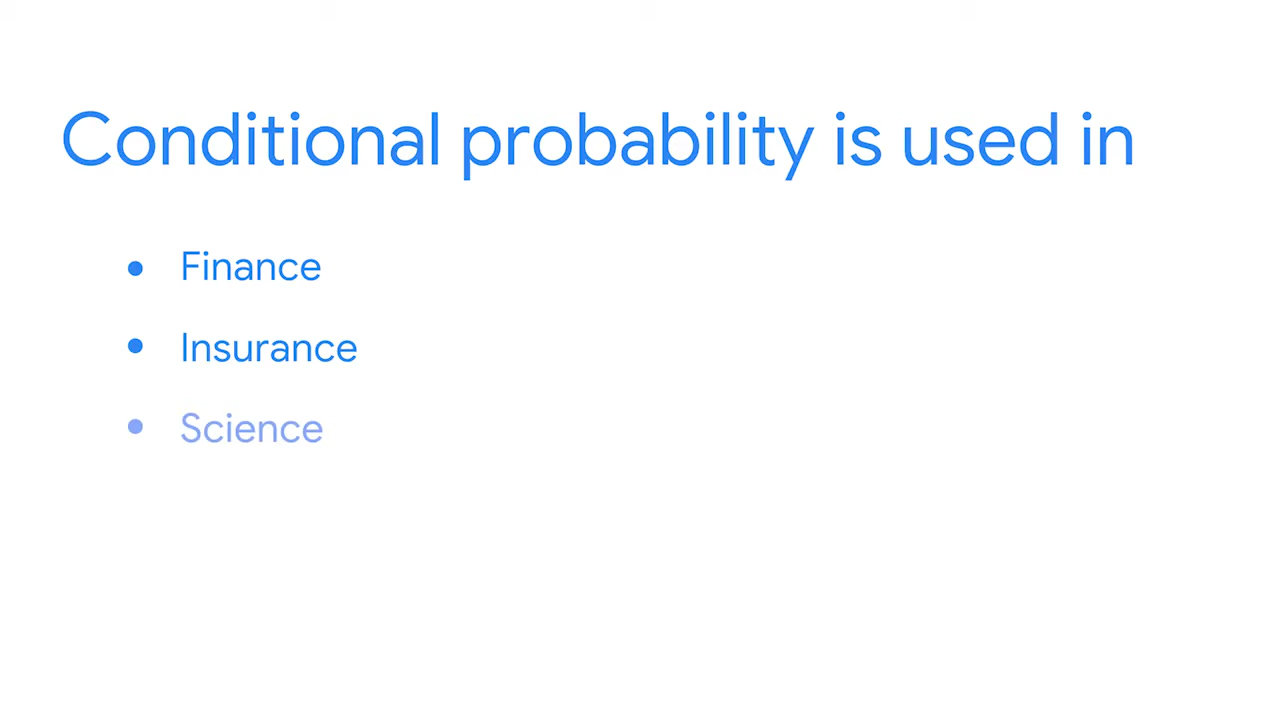 Conditional probability is used in
• Finance
• Insurance
• Science